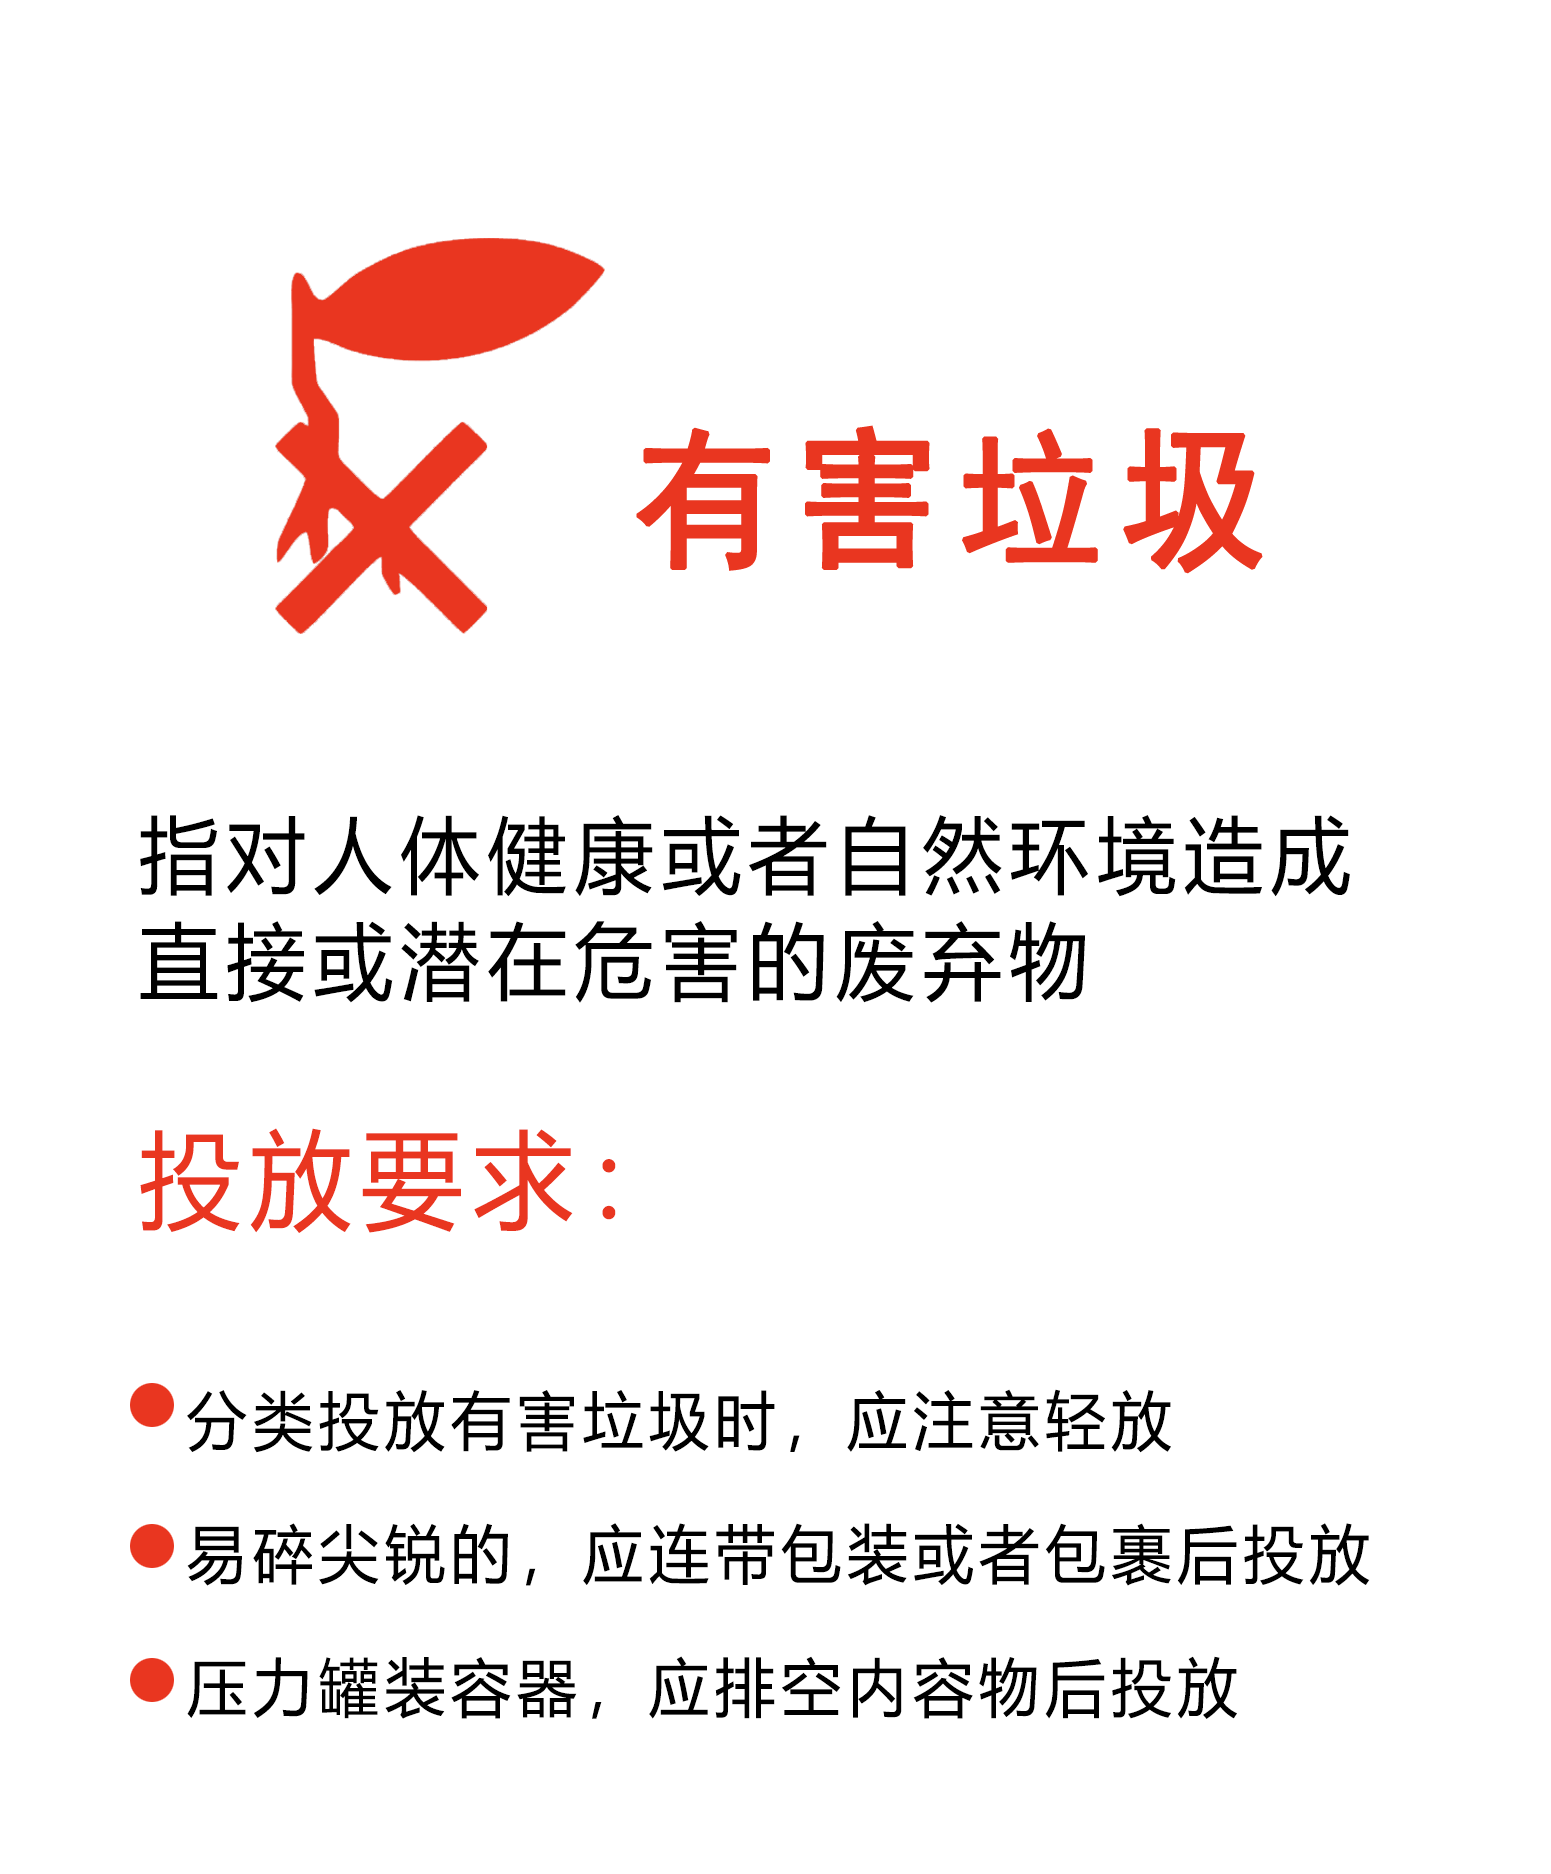 有害垃圾
指对人体健康或者自然环境造成
直接或潜在危害的废弃物
投放要求：
●分类投放有害垃圾时，应注意轻放
●易碎尖锐的，应连带包装或者包裹后投放
●压力罐装容器，应排空内容物后投放